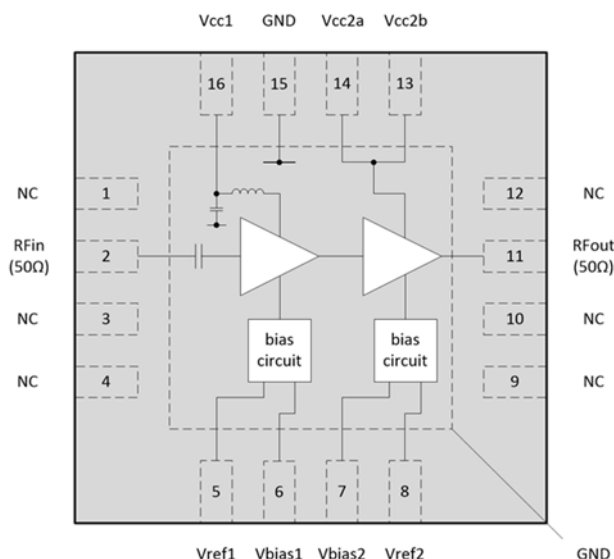 Vcc1 GND Vcc2a Vcc2b
16 15 14 13
NC 1 12 NC
RFin 2 11 RFout
(50Ω) (50Ω)
NC 3 10 NC
bias bias
circuit circuit
NC 4 9 NC
5 6 7 8
Vref1 Vbias1 Vbias2 Vref2 GND